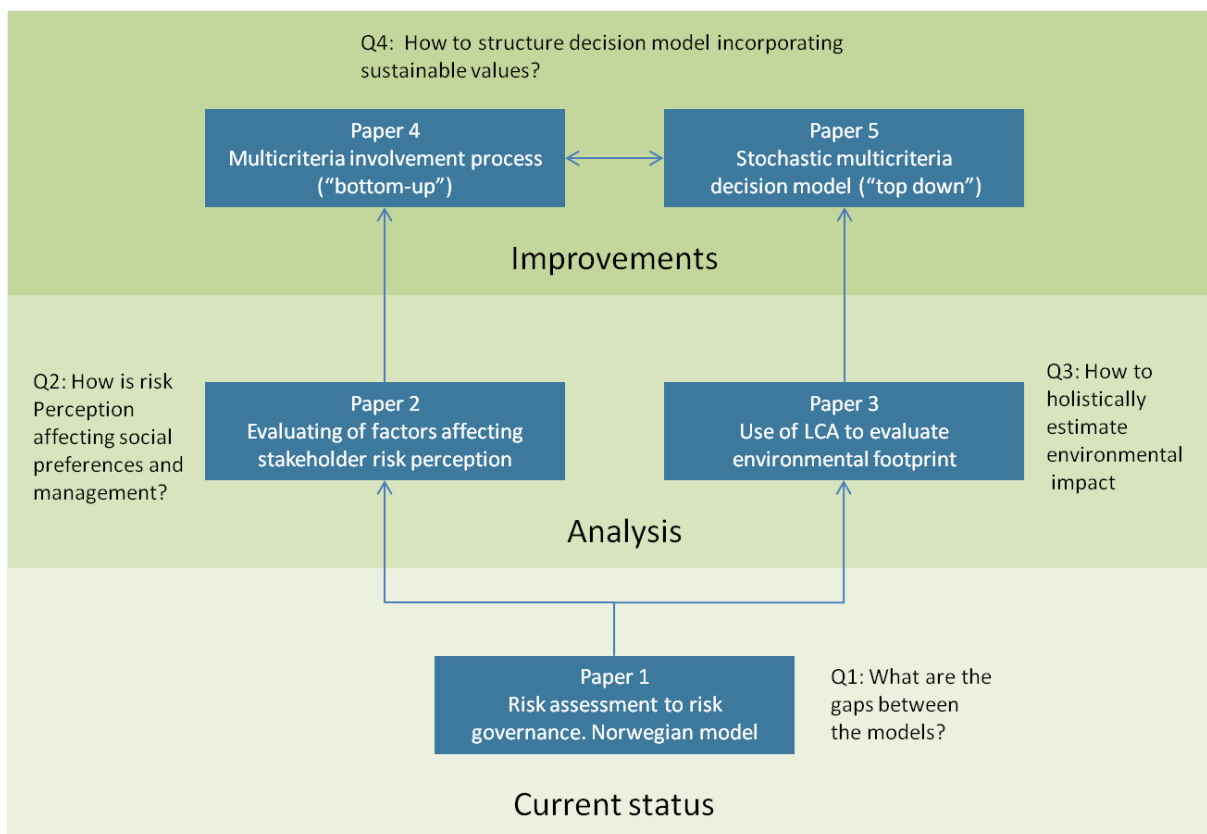 Q4: How to structure decision model incorporating
sustainable values?
Paper 4
Multicriteria involvement process
(“bottom-up”)
Paper 5
Stochastic multicriteria
decision model (“top down”)
Improvements
Q2: How is risk
Perception
affecting social
preferences and
management?
Paper 2
Evaluating of factors affecting
stakeholder risk perception
Paper 3
Use of LCA to evaluate
environmental footprint
Q3: How to
holistically
estimate
environmental
impact
Analysis
Paper 1
Risk assessment to risk
governance. Norwegian model
Q1: What are the
gaps between
the models?
Current status